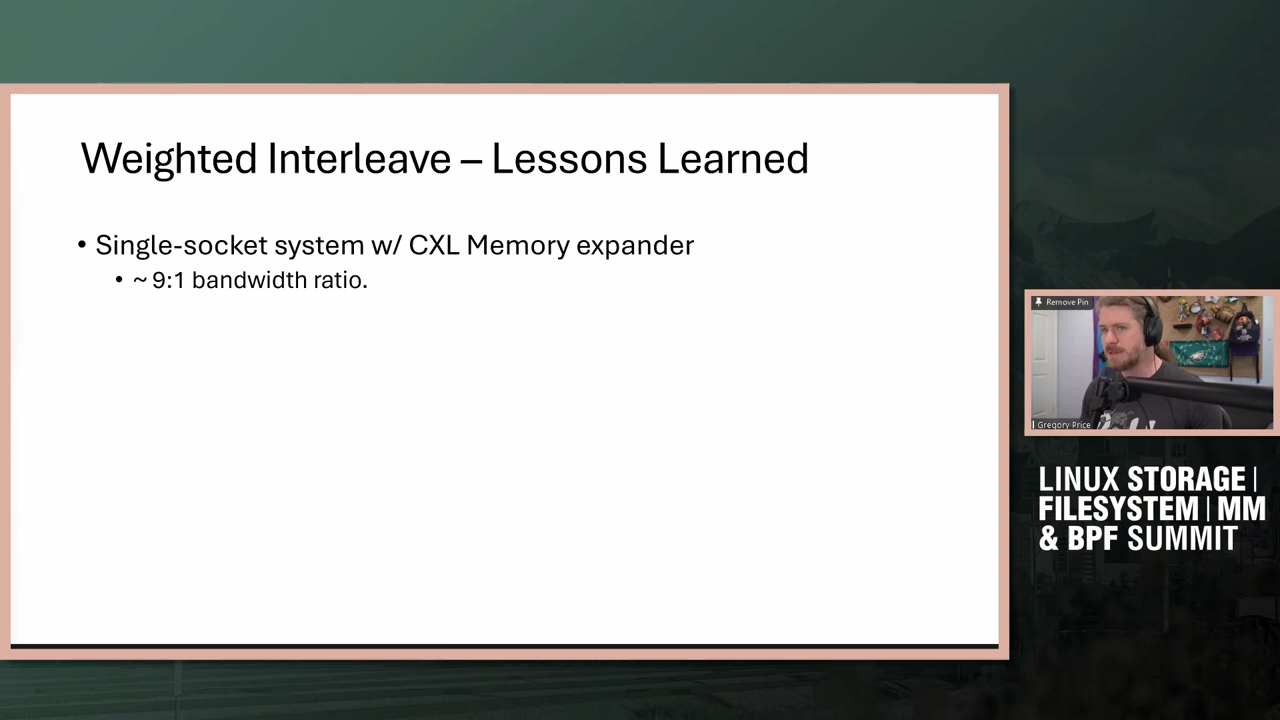 Weighted Interleave – Lessons Learned
• Single-socket system w/ CXL Memory expander
• ~ 9:1 bandwidth ratio.
Remove Pin
Gregory Price
LINUX STORAGE |
FILESYSTEM | MM
& BPF SUMMIT